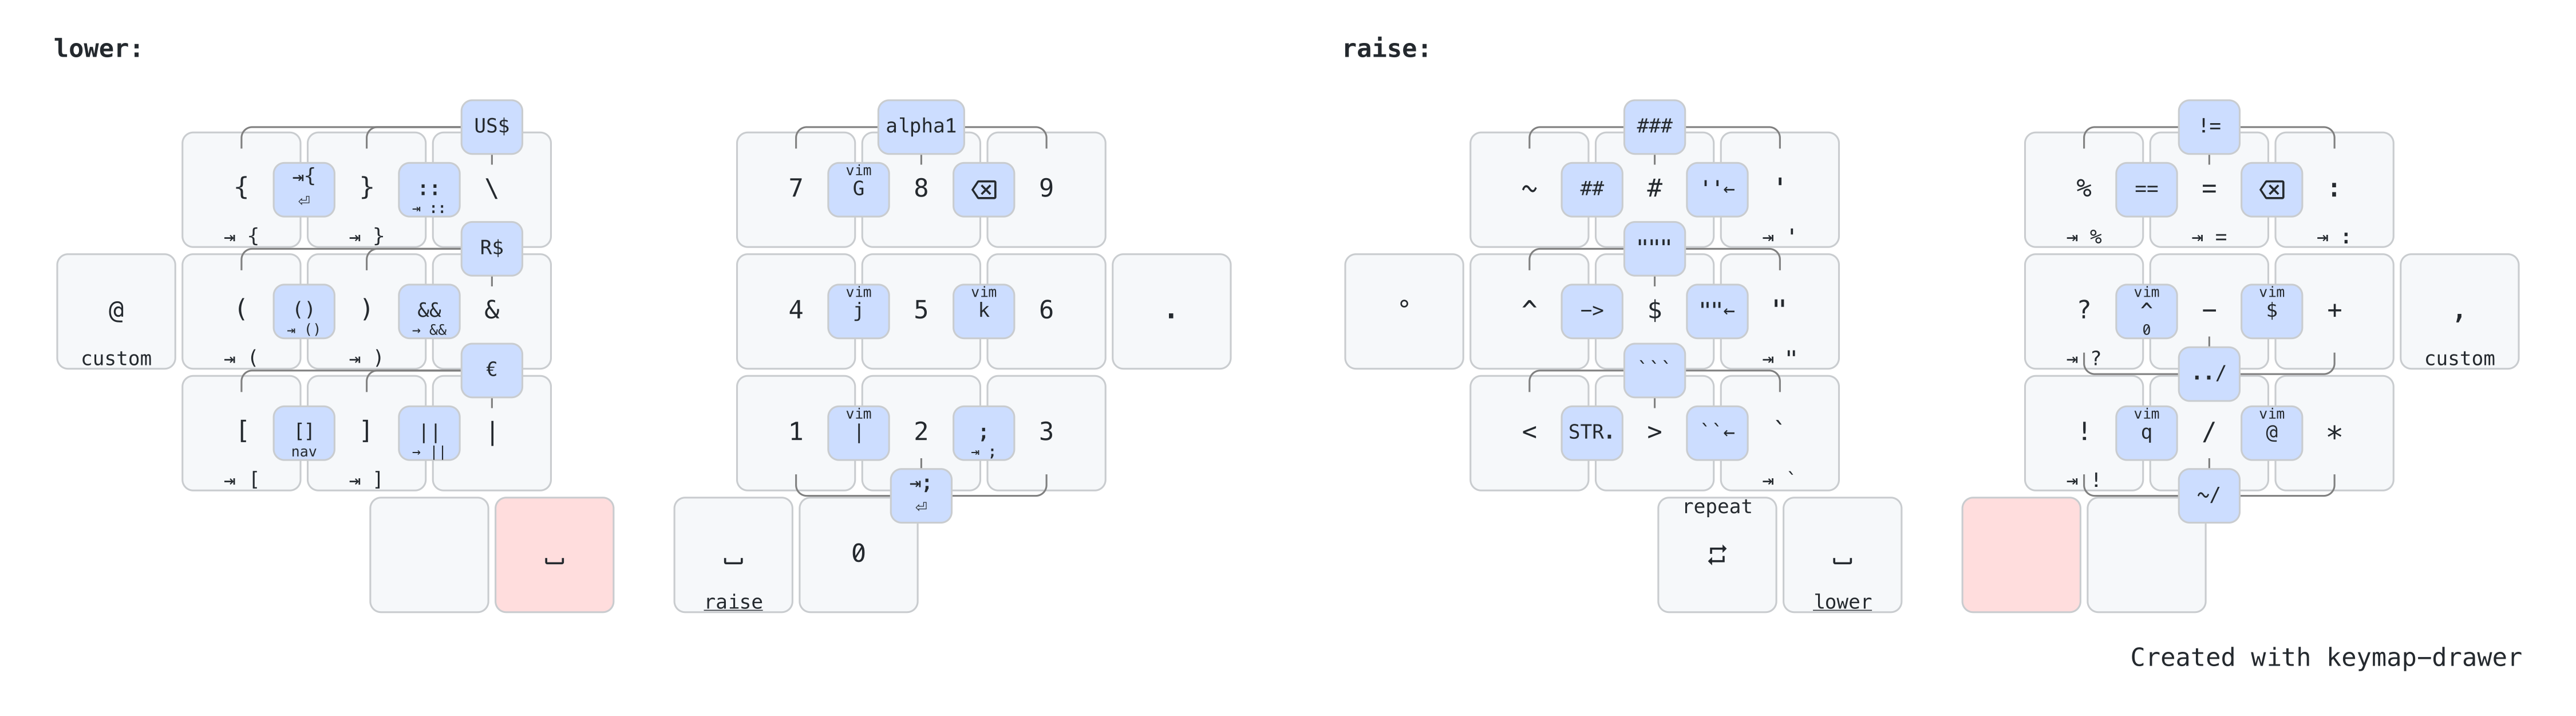 lower: raise:
US$ alpha1 ### !=
{ ⇥{ ⏎ } :: ⇥ :: \ 7 vim G 8 ⌫ 9 ~ ## # ''← ' % == = ⌫ :
⇥ { ⇥ } R$ """ ⇥ ' ⇥ % ⇥ = ⇥ :
@ ( () ⇥ () ) && → && & 4 vim j 5 vim k 6 . ° ^ −> $ ""← " ? vim ^ 0 − vim $ + ,
custom ⇥ ( ⇥ ) € ``` ⇥ " ⇥ ? ../ custom
[ [] nav ] || → || | 1 vim | 2 ; ⇥ ; 3 < STR. > ``← ` ! vim q / vim @ *
⇥ [ ⇥ ] ⇥; ⏎ ⇥ ` ⇥ ! ~/
repeat
␣ ␣ 0 ␣
raise lower
Created with keymap−drawer